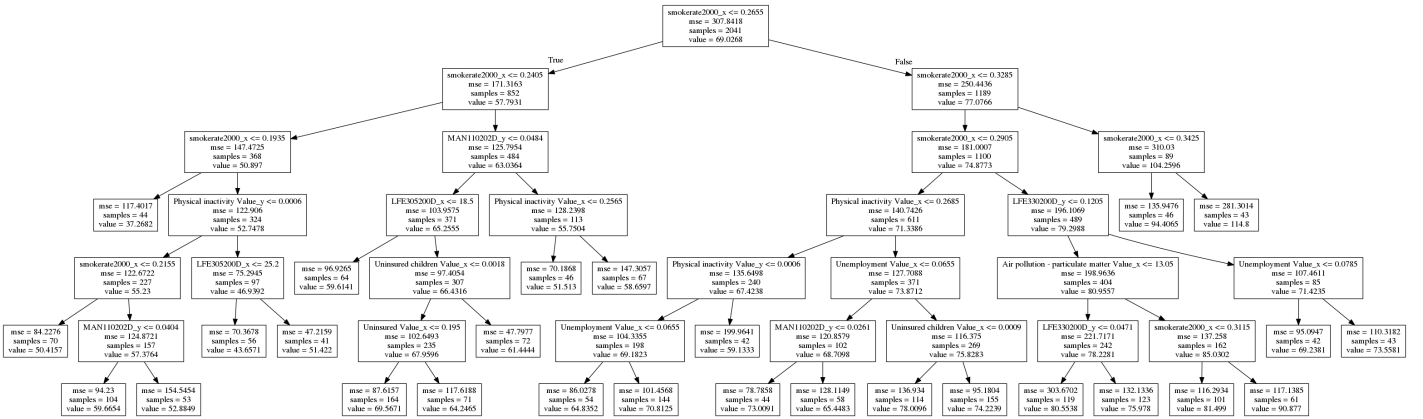 smokerate2000_x <= 0.2655
mse = 307.8418
samples = 2041
value = 69.0268
True
False
smokerate2000_x <= 0.2405
mse = 171.3163
samples = 852
value = 57.7931
smokerate2000_x <= 0.3285
mse = 250.4436
samples = 1189
value = 77.0766
smokerate2000_x <= 0.1935
mse = 147.4725
samples = 368
value = 50.897
MAN110202D_y <= 0.0484
mse = 125.7954
samples = 484
value = 63.0364
smokerate2000_x <= 0.2905
mse = 181.0007
samples = 1100
value = 74.8773
smokerate2000_x <= 0.3425
mse = 310.03
samples = 89
value = 104.2596
mse = 117.4017
samples = 44
value = 37.2682
Physical inactivity Value_y <= 0.0006
mse = 122.906
samples = 324
value = 52.7478
LFE305200D_x <= 18.5
mse = 103.9575
samples = 371
value = 65.2555
Physical inactivity Value_x <= 0.2565
mse = 128.2398
samples = 113
value = 55.7504
Physical inactivity Value_x <= 0.2685
mse = 140.7426
samples = 611
value = 71.3386
LFE330200D_y <= 0.1205
mse = 196.1069
samples = 489
value = 79.2988
mse = 135.9476
samples = 46
value = 94.4065
mse = 281.3014
samples = 43
value = 114.8
smokerate2000_x <= 0.2155
mse = 122.6722
samples = 227
value = 55.23
LFE305200D_x <= 25.2
mse = 75.2945
samples = 97
value = 46.9392
mse = 96.9265
samples = 64
value = 59.6141
Uninsured children Value_x <= 0.0018
mse = 97.4054
samples = 307
value = 66.4316
mse = 70.1868
samples = 46
value = 51.513
mse = 147.3057
samples = 67
value = 58.6597
Physical inactivity Value_y <= 0.0006
mse = 135.6498
samples = 240
value = 67.4238
Unemployment Value_x <= 0.0655
mse = 127.7088
samples = 371
value = 73.8712
Air pollution - particulate matter Value_x <= 13.05
mse = 198.9636
samples = 404
value = 80.9557
Unemployment Value_x <= 0.0785
mse = 107.4611
samples = 85
value = 71.4235
mse = 84.2276
samples = 70
value = 50.4157
MAN110202D_y <= 0.0404
mse = 124.8721
samples = 157
value = 57.3764
mse = 70.3678
samples = 56
value = 43.6571
mse = 47.2159
samples = 41
value = 51.422
Uninsured Value_x <= 0.195
mse = 102.6493
samples = 235
value = 67.9596
mse = 47.7977
samples = 72
value = 61.4444
Unemployment Value_x <= 0.0655
mse = 104.3355
samples = 198
value = 69.1823
mse = 199.9641
samples = 42
value = 59.1333
MAN110202D_y <= 0.0261
mse = 120.8579
samples = 102
value = 68.7098
Uninsured children Value_x <= 0.0009
mse = 116.375
samples = 269
value = 75.8283
LFE330200D_y <= 0.0471
mse = 221.7171
samples = 242
value = 78.2281
smokerate2000_x <= 0.3115
mse = 137.258
samples = 162
value = 85.0302
mse = 95.0947
samples = 42
value = 69.2381
mse = 110.3182
samples = 43
value = 73.5581
mse = 94.23
samples = 104
value = 59.6654
mse = 154.5454
samples = 53
value = 52.8849
mse = 87.6157
samples = 164
value = 69.5671
mse = 117.6188
samples = 71
value = 64.2465
mse = 86.0278
samples = 54
value = 64.8352
mse = 101.4568
samples = 144
value = 70.8125
mse = 78.7858
samples = 44
value = 73.0091
mse = 128.1149
samples = 58
value = 65.4483
mse = 136.934
samples = 114
value = 78.0096
mse = 95.1804
samples = 155
value = 74.2239
mse = 303.6702
samples = 119
value = 80.5538
mse = 132.1336
samples = 123
value = 75.978
mse = 116.2934
samples = 101
value = 81.499
mse = 117.1385
samples = 61
value = 90.877